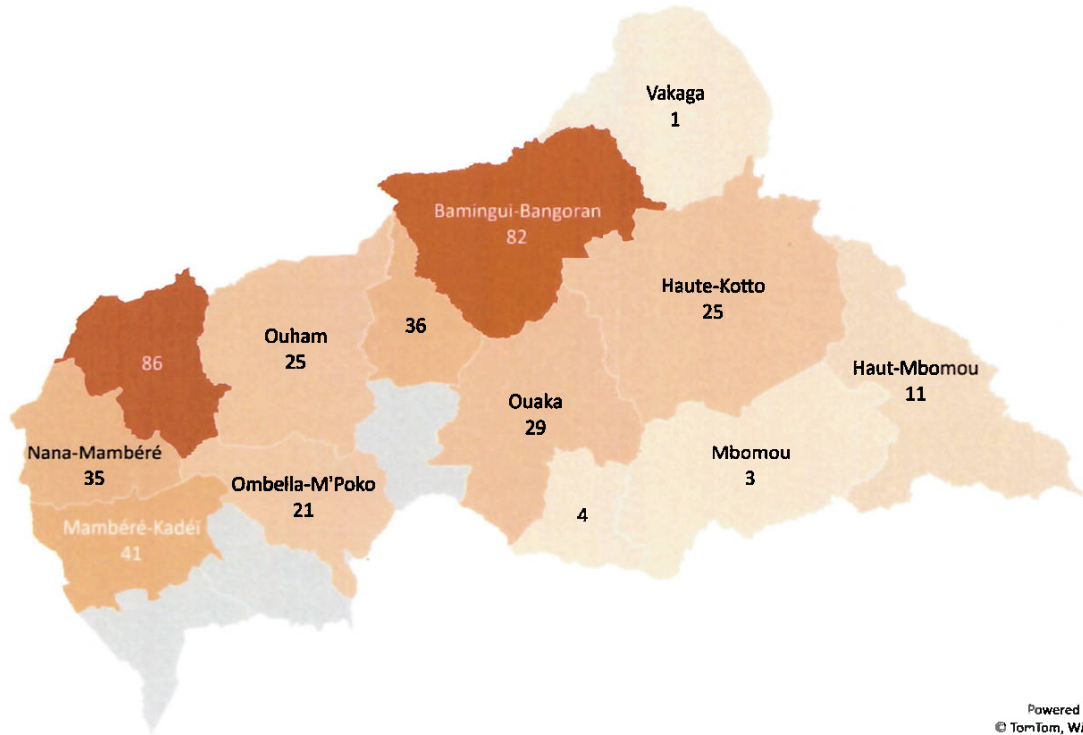 Vakaga
1
Bamingui-Bangoran
82
Haute-Kotto
25
36
Ouham
25
86
Haut-Mbomou
11
Ouaka
29
Nana-Mambéré
35
Mbomou
3
Ombella-M'Poko
21
4
Mambéré-Kadéï
41
Powered
© TomTom, Wi